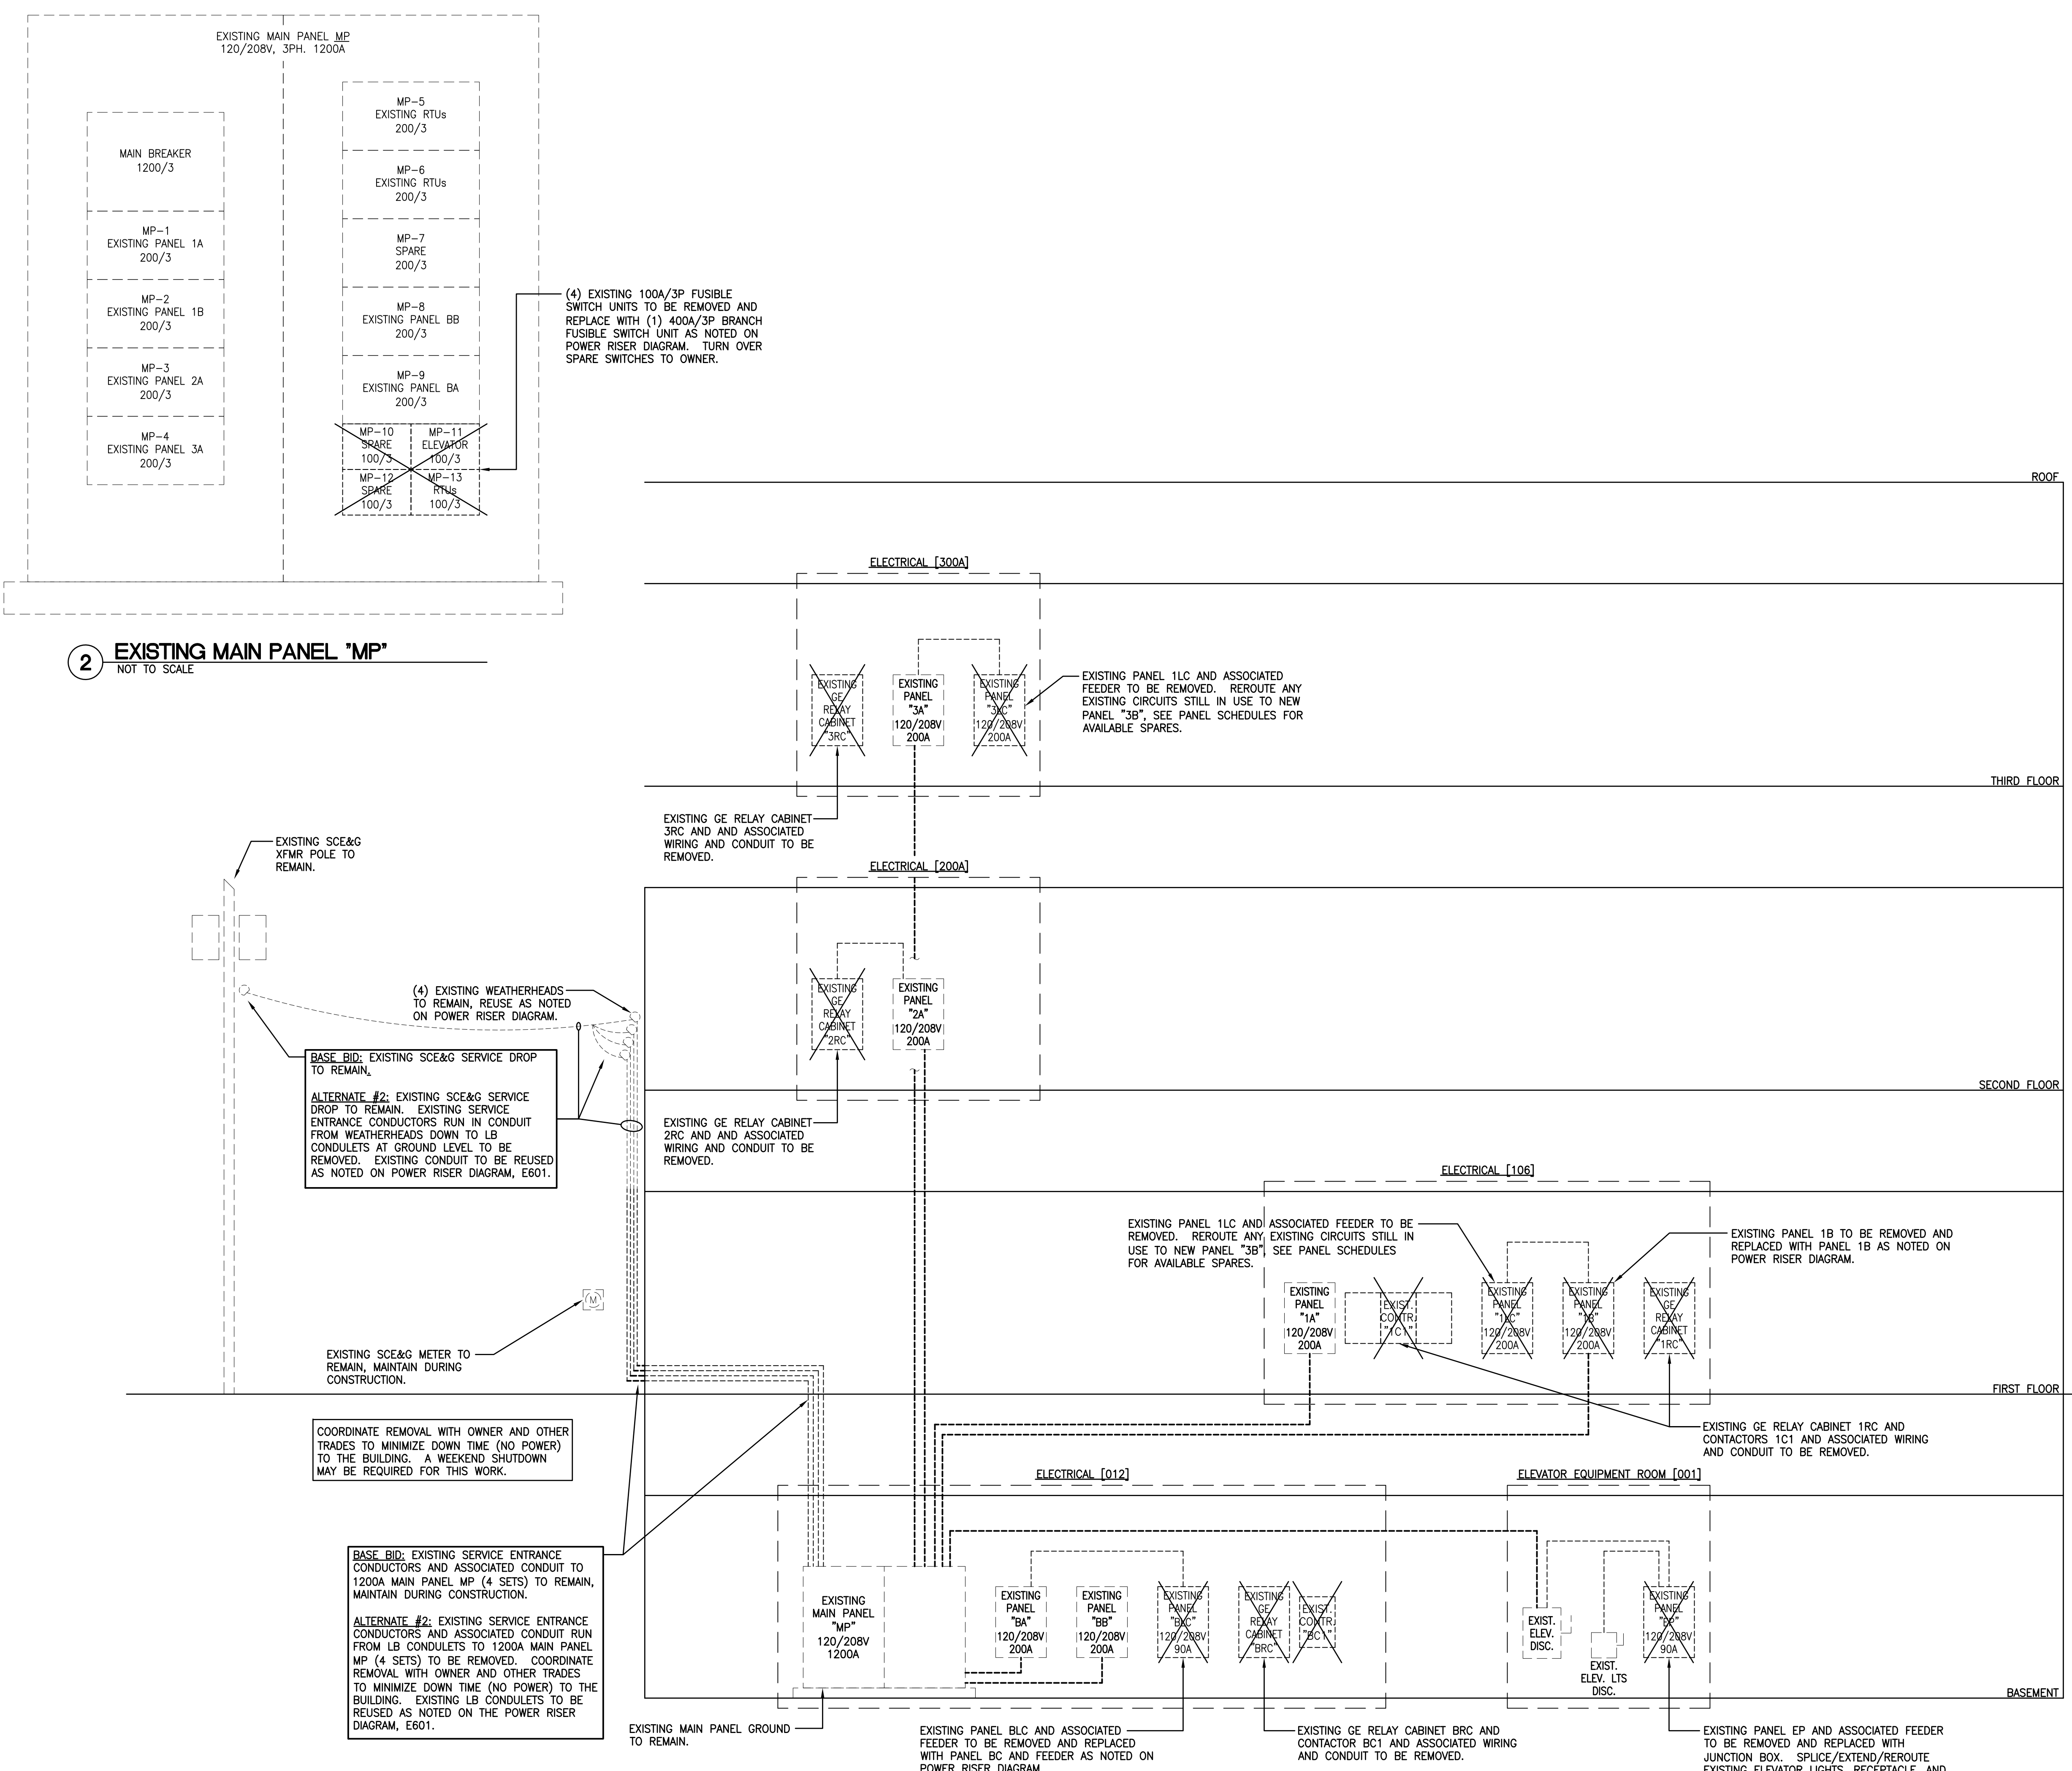 EXISTING MAIN PANEL MP
120/208V, 3PH. 1200A
MAIN BREAKER
1200/3
MP-1
EXISTING PANEL 1A
200/3
MP-2
EXISTING PANEL 1B
200/3
MP-3
EXISTING PANEL 2A
200/3
MP-4
EXISTING PANEL 3A
200/3
MP-5
EXISTING RTUs
200/3
MP-6
EXISTING RTUs
200/3
MP-7
SPARE
200/3
MP-8
EXISTING PANEL BB
200/3
MP-9
EXISTING PANEL BA
200/3
MP-10
SPARE
100/3
MP-11
ELEVATOR
100/3
MP-12
SPARE
100/3
MP-13
RTUs
100/3
(4) EXISTING 100A/3P FUSIBLE
SWITCH UNITS TO BE REMOVED AND
REPLACE WITH (1) 400A/3P BRANCH
FUSIBLE SWITCH UNIT AS NOTED ON
POWER RISER DIAGRAM. TURN OVER
SPARE SWITCHES TO OWNER.
2
EXISTING MAIN PANEL "MP"
NOT TO SCALE
ROOF
ELECTRICAL [300A]
EXISTING
GE
RELAY
CABINET
"3RC"
EXISTING
PANEL
"3A"
120/208V
200A
EXISTING
PANEL
"3LC"
120/208V
200A
EXISTING PANEL 1LC AND ASSOCIATED
FEEDER TO BE REMOVED. REROUTE ANY
EXISTING CIRCUITS STILL IN USE TO NEW
PANEL "3B", SEE PANEL SCHEDULES FOR
AVAILABLE SPARES.
THIRD FLOOR
EXISTING GE RELAY CABINET
3RC AND AND ASSOCIATED
WIRING AND CONDUIT TO BE
REMOVED.
EXISTING SCE&G
XFMR POLE TO
REMAIN.
ELECTRICAL [200A]
(4) EXISTING WEATHERHEADS
TO REMAIN, REUSE AS NOTED
ON POWER RISER DIAGRAM.
EXISTING
GE
RELAY
CABINET
"2RC"
EXISTING
PANEL
"2A"
120/208V
200A
BASE BID: EXISTING SCE&G SERVICE DROP
TO REMAIN.
ALTERNATE #2: EXISTING SCE&G SERVICE
DROP TO REMAIN. EXISTING SERVICE
ENTRANCE CONDUCTORS RUN IN CONDUIT
FROM WEATHERHEADS DOWN TO LB
CONDULETS AT GROUND LEVEL TO BE
REMOVED. EXISTING CONDUIT TO BE REUSED
AS NOTED ON POWER RISER DIAGRAM, E601.
SECOND FLOOR
EXISTING GE RELAY CABINET
2RC AND AND ASSOCIATED
WIRING AND CONDUIT TO BE
REMOVED.
ELECTRICAL [106]
EXISTING PANEL 1LC AND ASSOCIATED FEEDER TO BE
REMOVED. REROUTE ANY EXISTING CIRCUITS STILL IN
USE TO NEW PANEL "3B", SEE PANEL SCHEDULES
FOR AVAILABLE SPARES.
EXISTING PANEL 1B TO BE REMOVED AND
REPLACED WITH PANEL 1B AS NOTED ON
POWER RISER DIAGRAM.
EXISTING
PANEL
"1A"
120/208V
200A
EXIST.
CONTR.
"1C1"
EXISTING
PANEL
"1LC"
120/208V
200A
EXISTING
PANEL
"1B"
120/208V
200A
EXISTING
GE
RELAY
CABINET
"1RC"
M
EXISTING SCE&G METER TO
REMAIN, MAINTAIN DURING
CONSTRUCTION.
FIRST FLOOR
COORDINATE REMOVAL WITH OWNER AND OTHER
TRADES TO MINIMIZE DOWN TIME (NO POWER)
TO THE BUILDING. A WEEKEND SHUTDOWN
MAY BE REQUIRED FOR THIS WORK.
EXISTING GE RELAY CABINET 1RC AND
CONTACTORS 1C1 AND ASSOCIATED WIRING
AND CONDUIT TO BE REMOVED.
ELECTRICAL [012]
ELEVATOR EQUIPMENT ROOM [001]
BASE BID: EXISTING SERVICE ENTRANCE
CONDUCTORS AND ASSOCIATED CONDUIT TO
1200A MAIN PANEL MP (4 SETS) TO REMAIN,
MAINTAIN DURING CONSTRUCTION.
ALTERNATE #2: EXISTING SERVICE ENTRANCE
CONDUCTORS AND ASSOCIATED CONDUIT RUN
FROM LB CONDULETS TO 1200A MAIN PANEL
MP (4 SETS) TO BE REMOVED. COORDINATE
REMOVAL WITH OWNER AND OTHER TRADES
TO MINIMIZE DOWN TIME (NO POWER) TO THE
BUILDING. EXISTING LB CONDULETS TO BE
REUSED AS NOTED ON THE POWER RISER
DIAGRAM, E601.
EXISTING
MAIN PANEL
"MP"
120/208V
1200A
EXISTING
PANEL
"BA"
120/208V
200A
EXISTING
PANEL
"BB"
120/208V
200A
EXISTING
PANEL
"BLC"
120/208V
90A
EXISTING
GE
RELAY
CABINET
"BRC"
EXIST.
CONTR.
"BC1"
EXIST.
ELEV.
DISC.
EXIST.
ELEV. LTS
DISC.
EXISTING
PANEL
"EP"
120/208V
90A
BASEMENT
EXISTING MAIN PANEL GROUND
TO REMAIN.
EXISTING PANEL BLC AND ASSOCIATED
FEEDER TO BE REMOVED AND REPLACED
WITH PANEL BC AND FEEDER AS NOTED ON
POWER RISER DIAGRAM
EXISTING GE RELAY CABINET BRC AND
CONTACTOR BC1 AND ASSOCIATED WIRING
AND CONDUIT TO BE REMOVED.
EXISTING PANEL EP AND ASSOCIATED FEEDER
TO BE REMOVED AND REPLACED WITH
JUNCTION BOX. SPLICE/EXTEND/REROUTE
EXISTING ELEVATOR LIGHTS, RECEPTACLE, AND